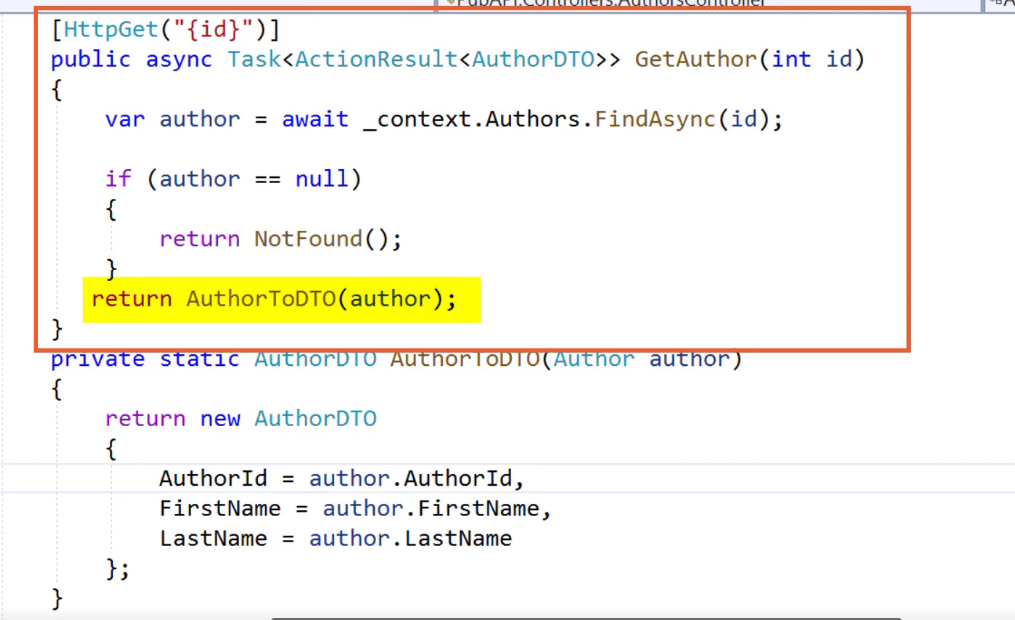 PubAPI.Controllers.AuthorsController
[HttpGet("{id}")]
public async Task<ActionResult<AuthorDTO>> GetAuthor(int id)
{
    var author = await _context.Authors.FindAsync(id);

    if (author == null)
    {
        return NotFound();
    }
   return AuthorToDTO(author);
}
private static AuthorDTO AuthorToDTO(Author author)
{
    return new AuthorDTO
    {
        AuthorId = author.AuthorId,
        FirstName = author.FirstName,
        LastName = author.LastName
    };
}